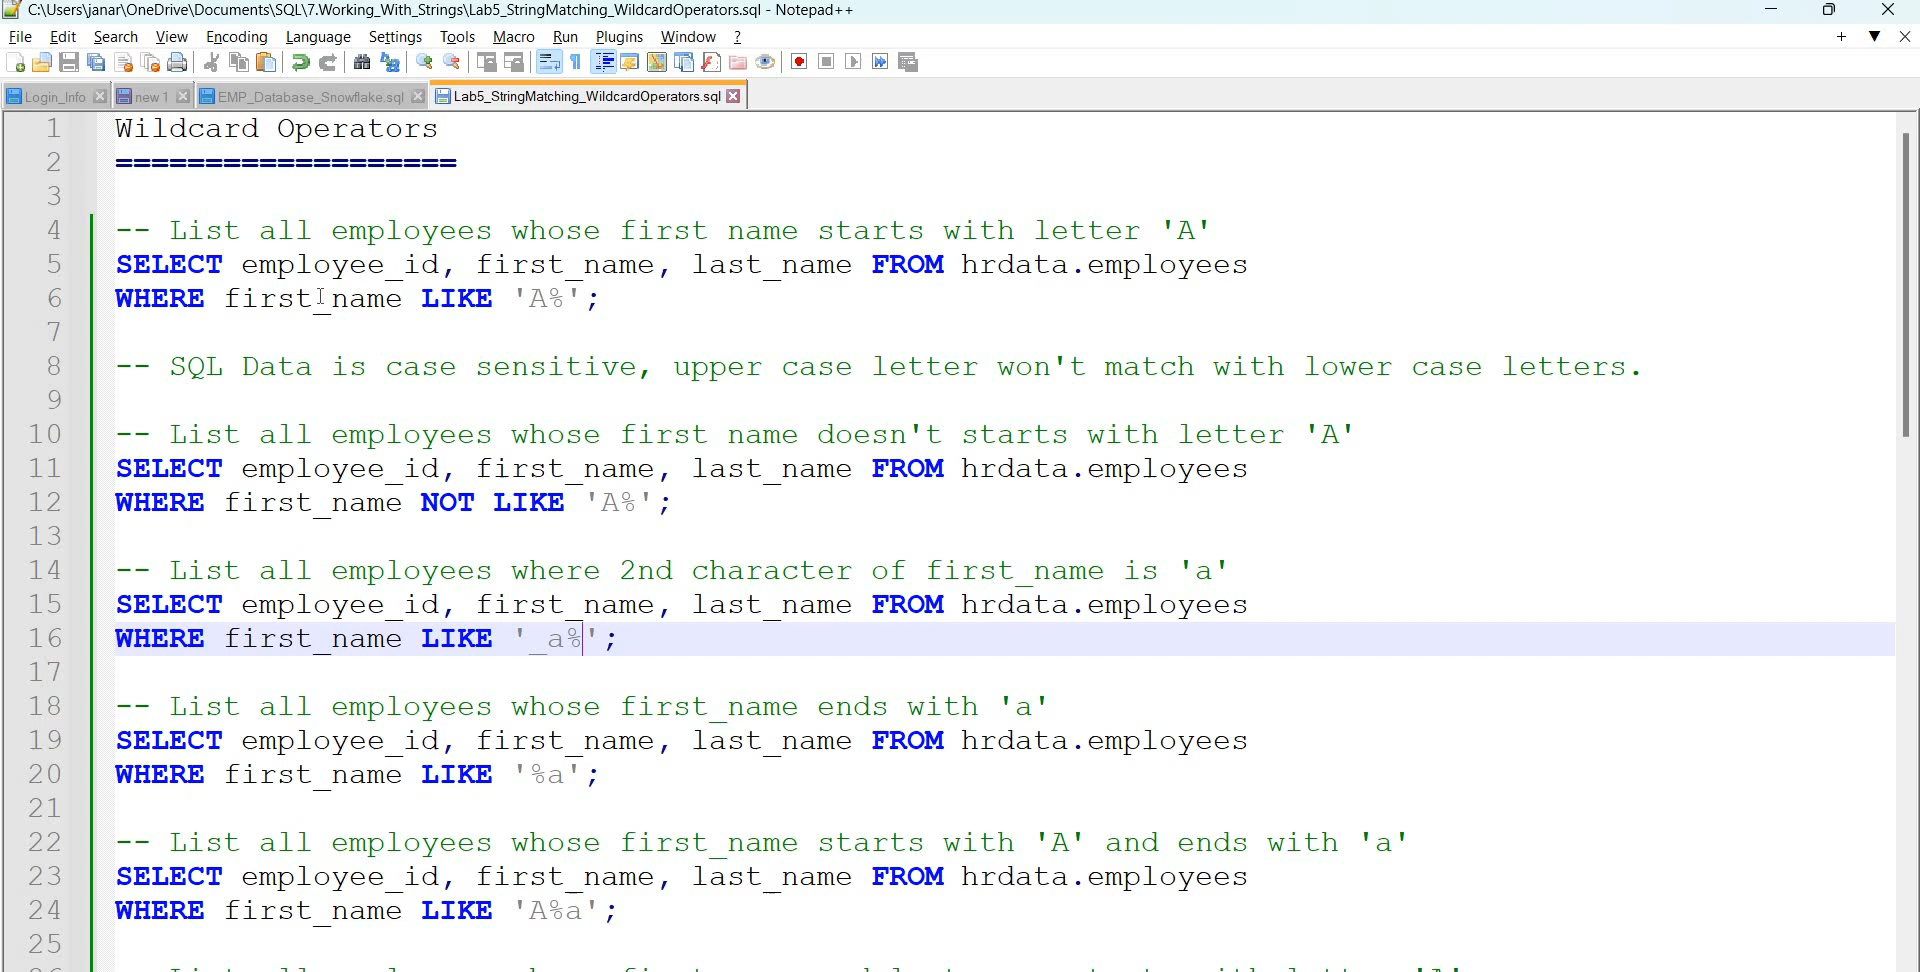 C:\Users\janar\OneDrive\Documents\SQL\7.Working_With_Strings\Lab5_StringMatching_WildcardOperators.sql - Notepad++
File Edit Search View Encoding Language Settings Tools Macro Run Plugins Window ?
Login_Info new 1 EMP_Database_Snowflake.sql Lab5_StringMatching_WildcardOperators.sql
1 Wildcard Operators
2 ===================
3
4 -- List all employees whose first name starts with letter 'A'
5 SELECT employee_id, first_name, last_name FROM hrdata.employees
6 WHERE first_name LIKE 'A%';
7
8 -- SQL Data is case sensitive, upper case letter won't match with lower case letters.
9
10 -- List all employees whose first name doesn't starts with letter 'A'
11 SELECT employee_id, first_name, last_name FROM hrdata.employees
12 WHERE first_name NOT LIKE 'A%';
13
14 -- List all employees where 2nd character of first_name is 'a'
15 SELECT employee_id, first_name, last_name FROM hrdata.employees
16 WHERE first_name LIKE '_a%';
17
18 -- List all employees whose first_name ends with 'a'
19 SELECT employee_id, first_name, last_name FROM hrdata.employees
20 WHERE first_name LIKE '%a';
21
22 -- List all employees whose first_name starts with 'A' and ends with 'a'
23 SELECT employee_id, first_name, last_name FROM hrdata.employees
24 WHERE first_name LIKE 'A%a';
25